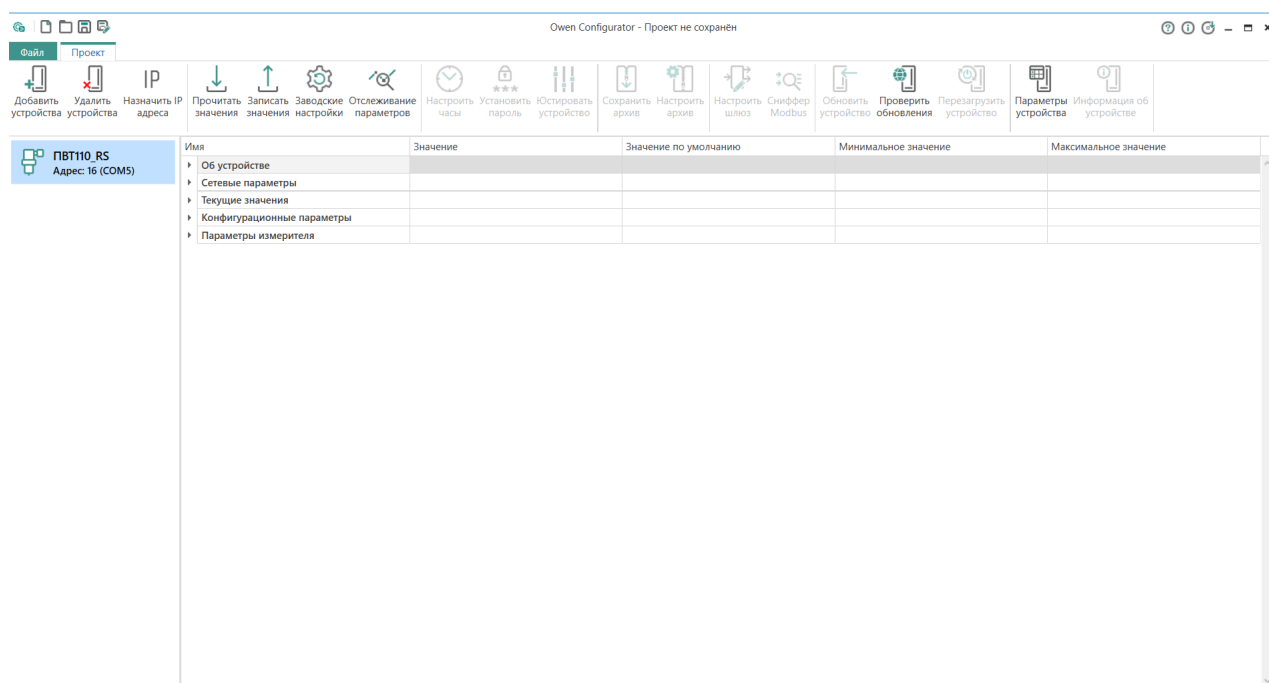 Owen Configurator - Проект не сохранён
Файл Проект
Добавить устройства
Удалить устройства
IP
Назначить IP адреса
Прочитать значения
Записать значения
Заводские настройки
Отслеживание параметров
Настроить часы
Установить пароль
Юстировать устройство
Сохранить архив
Настроить архив
Настроить шлюз
Сниффер Modbus
Обновить устройство
Проверить обновления
Перезагрузить устройство
Параметры устройства
Информация об устройстве
ПВТ110_RS
Адрес: 16 (COM5)
Имя Значение Значение по умолчанию Минимальное значение Максимальное значение
Об устройстве
Сетевые параметры
Текущие значения
Конфигурационные параметры
Параметры измерителя